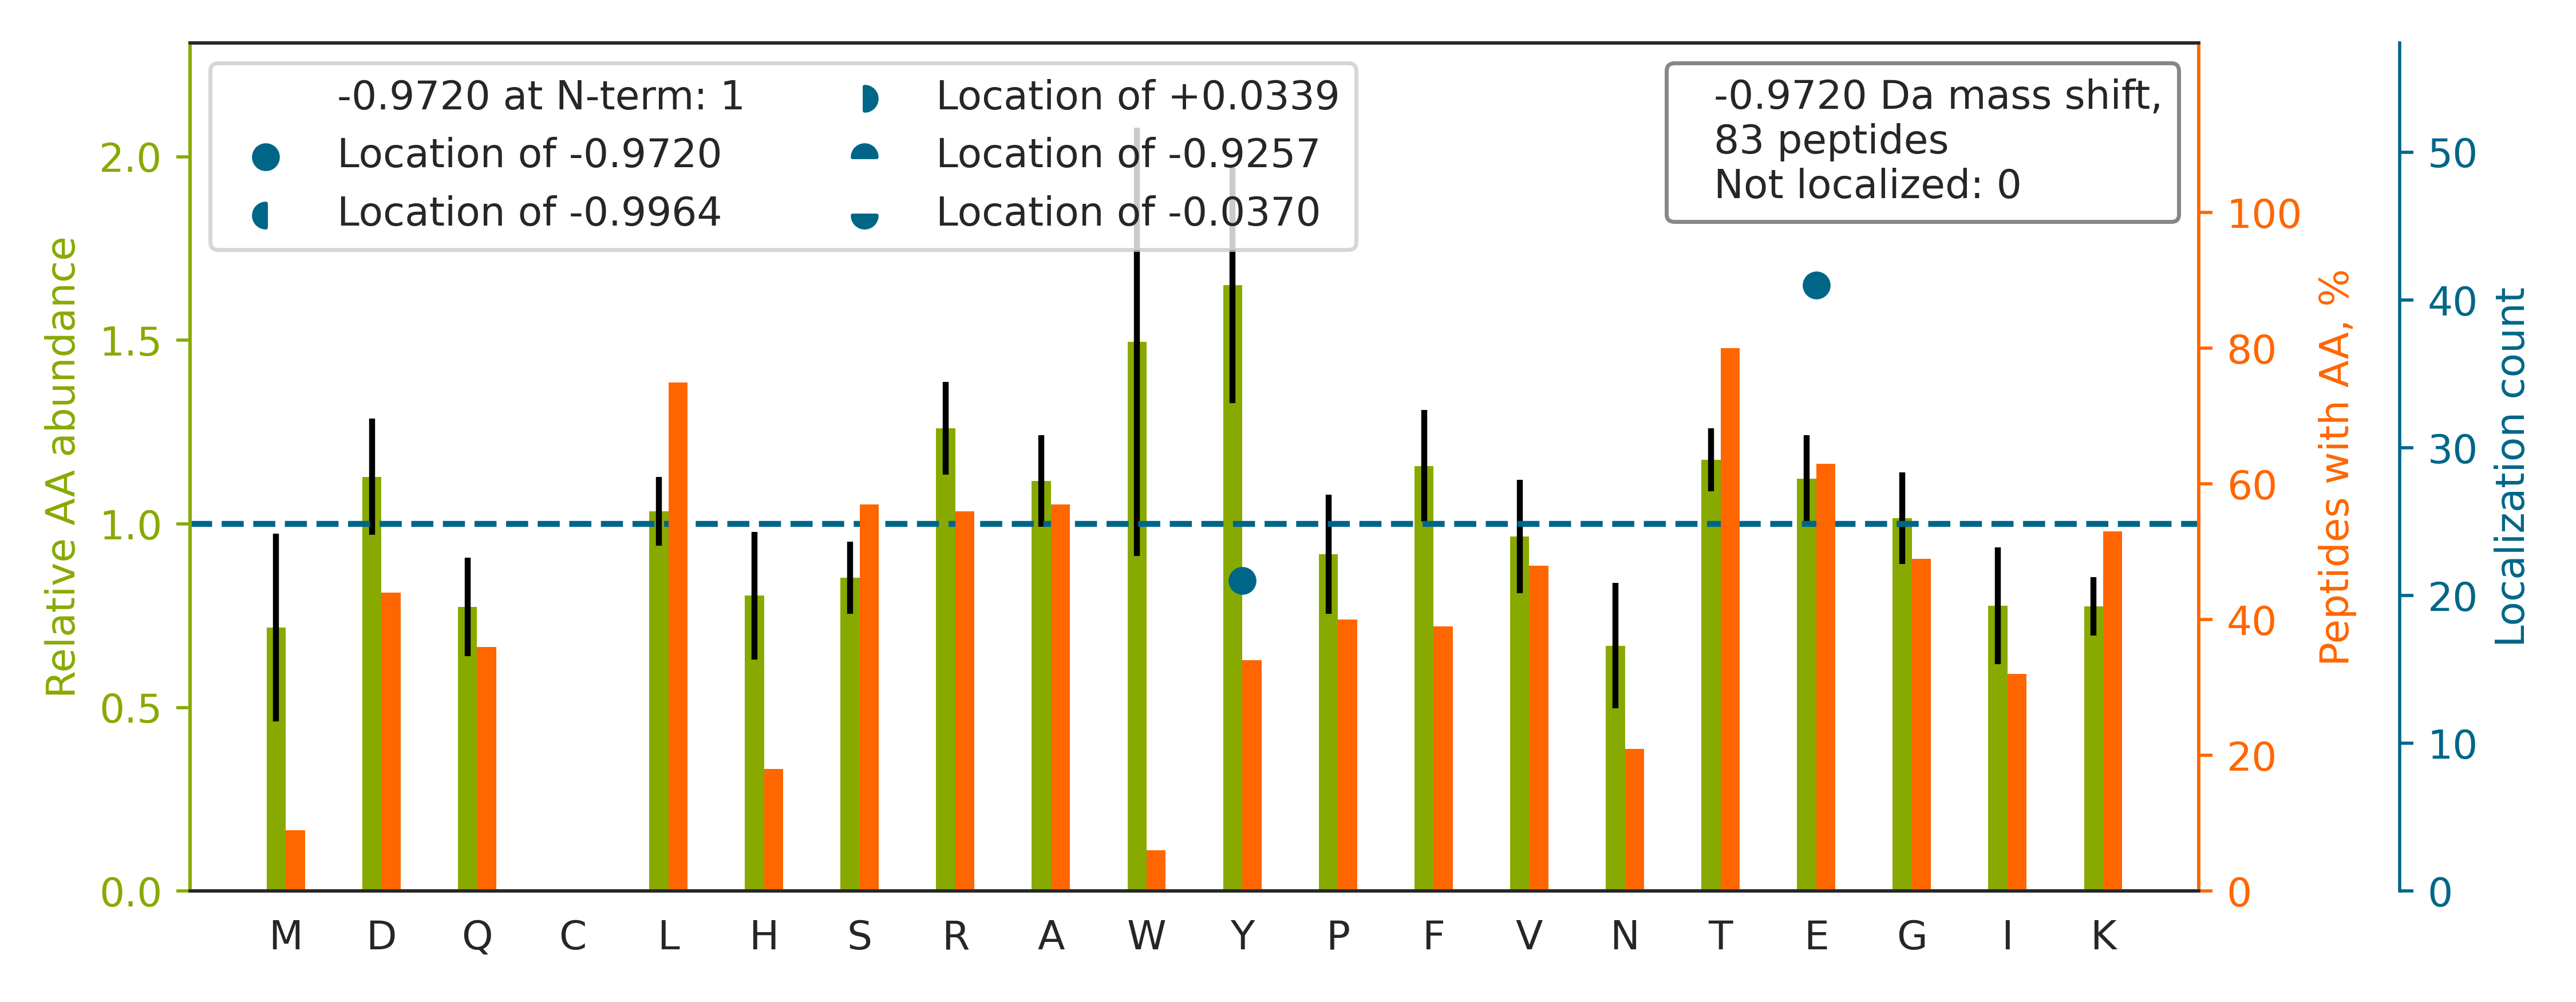 -0.9720 at N-term: 1
Location of -0.9720
Location of -0.9964
Location of +0.0339
Location of -0.9257
Location of -0.0370
-0.9720 Da mass shift,
83 peptides
Not localized: 0
Relative AA abundance
2.0
1.5
1.0
0.5
0.0
M D Q C L H S R A W Y P F V N T E G I K
100
80
60
40
20
0
Peptides with AA, %
50
40
30
20
10
0
Localization count